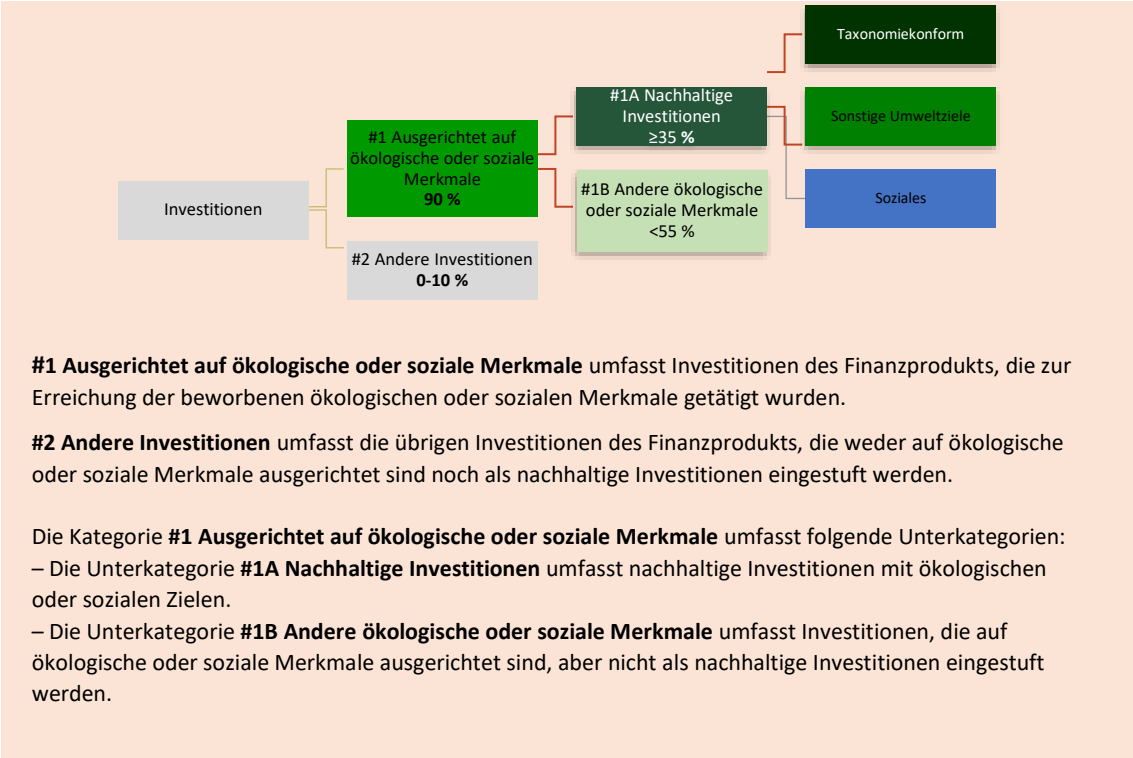 Taxonomiekonform
#1A Nachhaltige
Investitionen
≥35 %
Sonstige Umweltziele
#1 Ausgerichtet auf
ökologische oder soziale
Merkmale
90 %
#1B Andere ökologische
oder soziale Merkmale
<55 %
Soziales
Investitionen
#2 Andere Investitionen
0-10 %
#1 Ausgerichtet auf ökologische oder soziale Merkmale umfasst Investitionen des Finanzprodukts, die zur
Erreichung der beworbenen ökologischen oder sozialen Merkmale getätigt wurden.
#2 Andere Investitionen umfasst die übrigen Investitionen des Finanzprodukts, die weder auf ökologische
oder soziale Merkmale ausgerichtet sind noch als nachhaltige Investitionen eingestuft werden.
Die Kategorie #1 Ausgerichtet auf ökologische oder soziale Merkmale umfasst folgende Unterkategorien:
– Die Unterkategorie #1A Nachhaltige Investitionen umfasst nachhaltige Investitionen mit ökologischen
oder sozialen Zielen.
– Die Unterkategorie #1B Andere ökologische oder soziale Merkmale umfasst Investitionen, die auf
ökologische oder soziale Merkmale ausgerichtet sind, aber nicht als nachhaltige Investitionen eingestuft
werden.